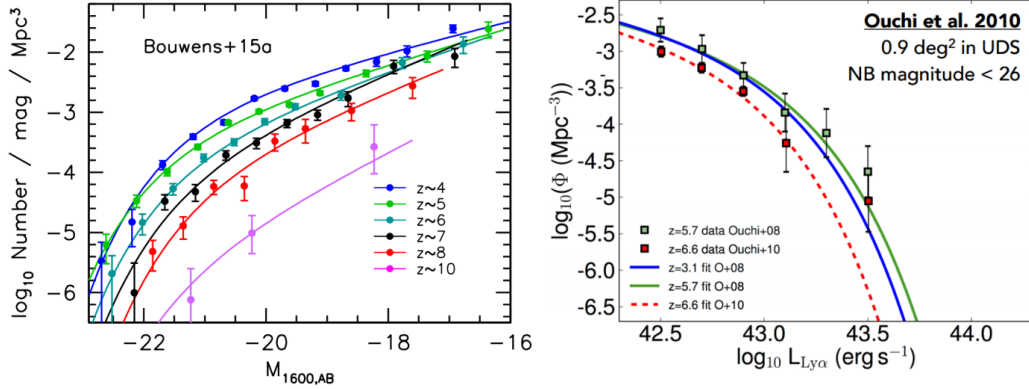 log₁₀ Number / mag / Mpc³
-2
-3
-4
-5
-6
Bouwens+15a
z~4
z~5
z~6
z~7
z~8
z~10
-22
-20
-18
-16
M₁₆₀₀,AB
log₁₀(Φ (Mpc⁻³))
-2.5
-3.0
-3.5
-4.0
-4.5
-5.0
-5.5
-6.0
-6.5
Ouchi et al. 2010
0.9 deg² in UDS
NB magnitude < 26
z=5.7 data Ouchi+08
z=6.6 data Ouchi+10
z=3.1 fit O+08
z=5.7 fit O+08
z=6.6 fit O+10
42.5
43.0
43.5
44.0
log₁₀ L_Lyα (erg s⁻¹)